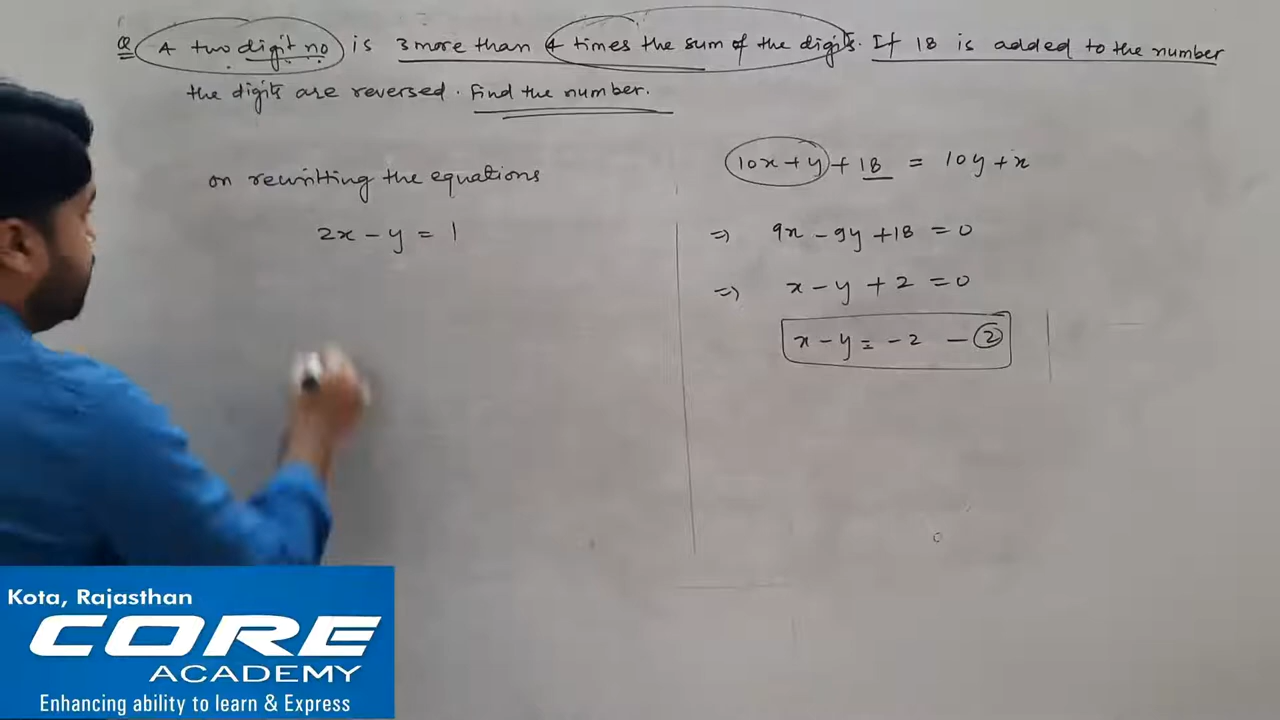 Q A two digit no is 3 more than 4 times the sum of the digits. If 18 is added to the number
the digits are reversed. Find the number.
on rewritting the equations
2x - y = 1
10x + y + 18 = 10y + x
=> 9x - 9y + 18 = 0
=> x - y + 2 = 0
x - y = -2 - ②
Kota, Rajasthan
CORE
ACADEMY
Enhancing ability to learn & Express